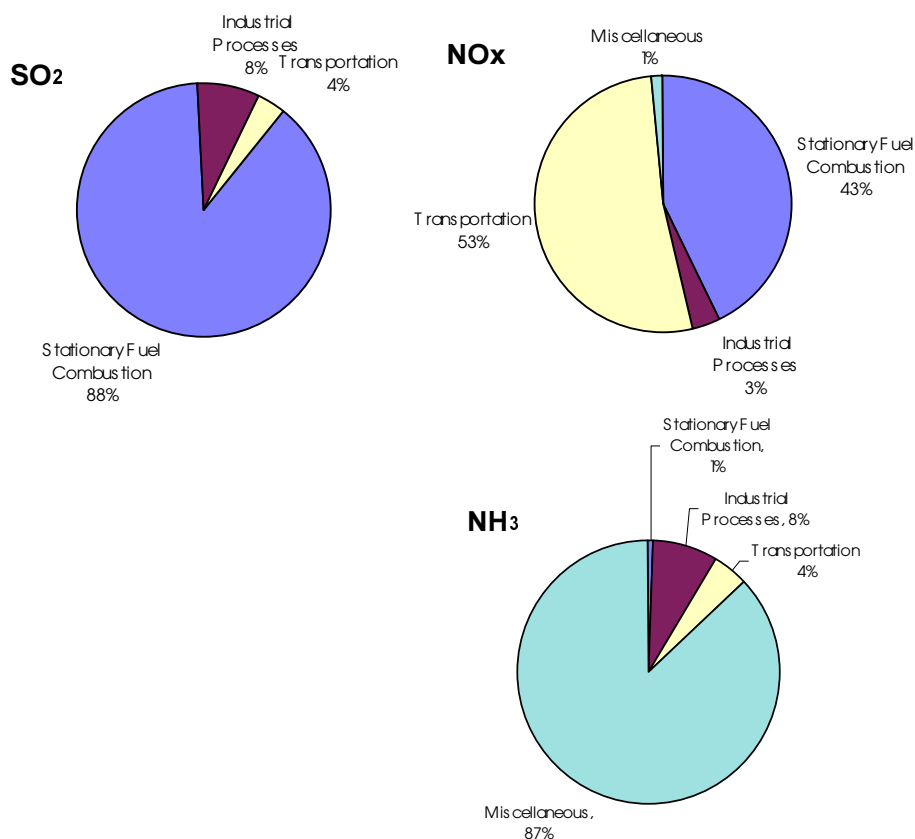 SO2
Industrial
Processes
8%
Transportation
4%
Stationary Fuel
Combustion
88%
NOx
Miscellaneous
1%
Stationary Fuel
Combustion
43%
Transportation
53%
Industrial
Processes
3%
NH3
Stationary Fuel
Combustion,
1%
Industrial
Processes, 8%
Transportation
4%
Miscellaneous,
87%